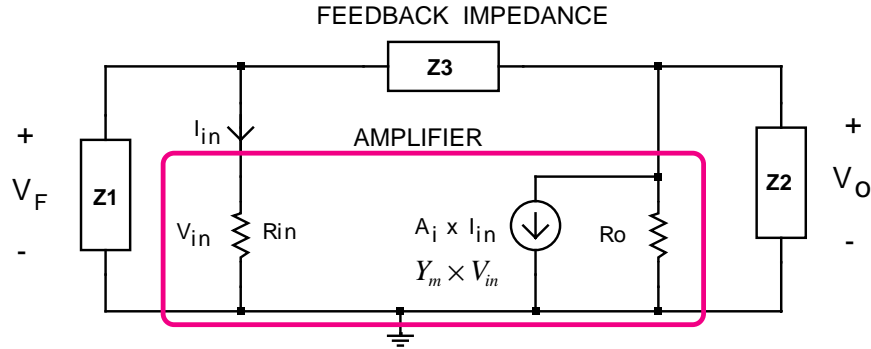 FEEDBACK IMPEDANCE
Z3
I_in
AMPLIFIER
+
V_F
-
Z1
V_in
Rin
A_i x I_in
Y_m × V_in
Ro
Z2
+
V_O
-